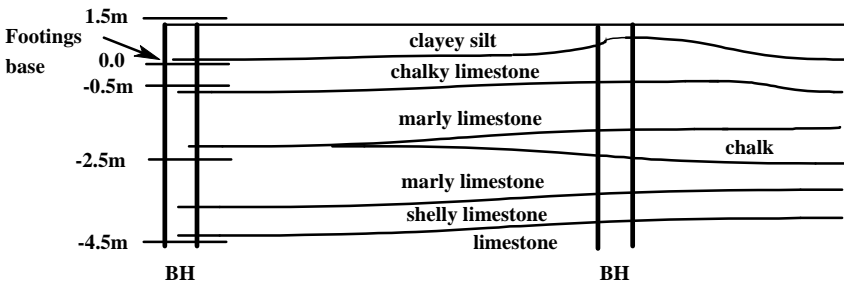 1.5m
Footings
base
0.0
-0.5m
-2.5m
-4.5m
clayey silt
chalky limestone
marly limestone
chalk
marly limestone
shelly limestone
limestone
BH
BH